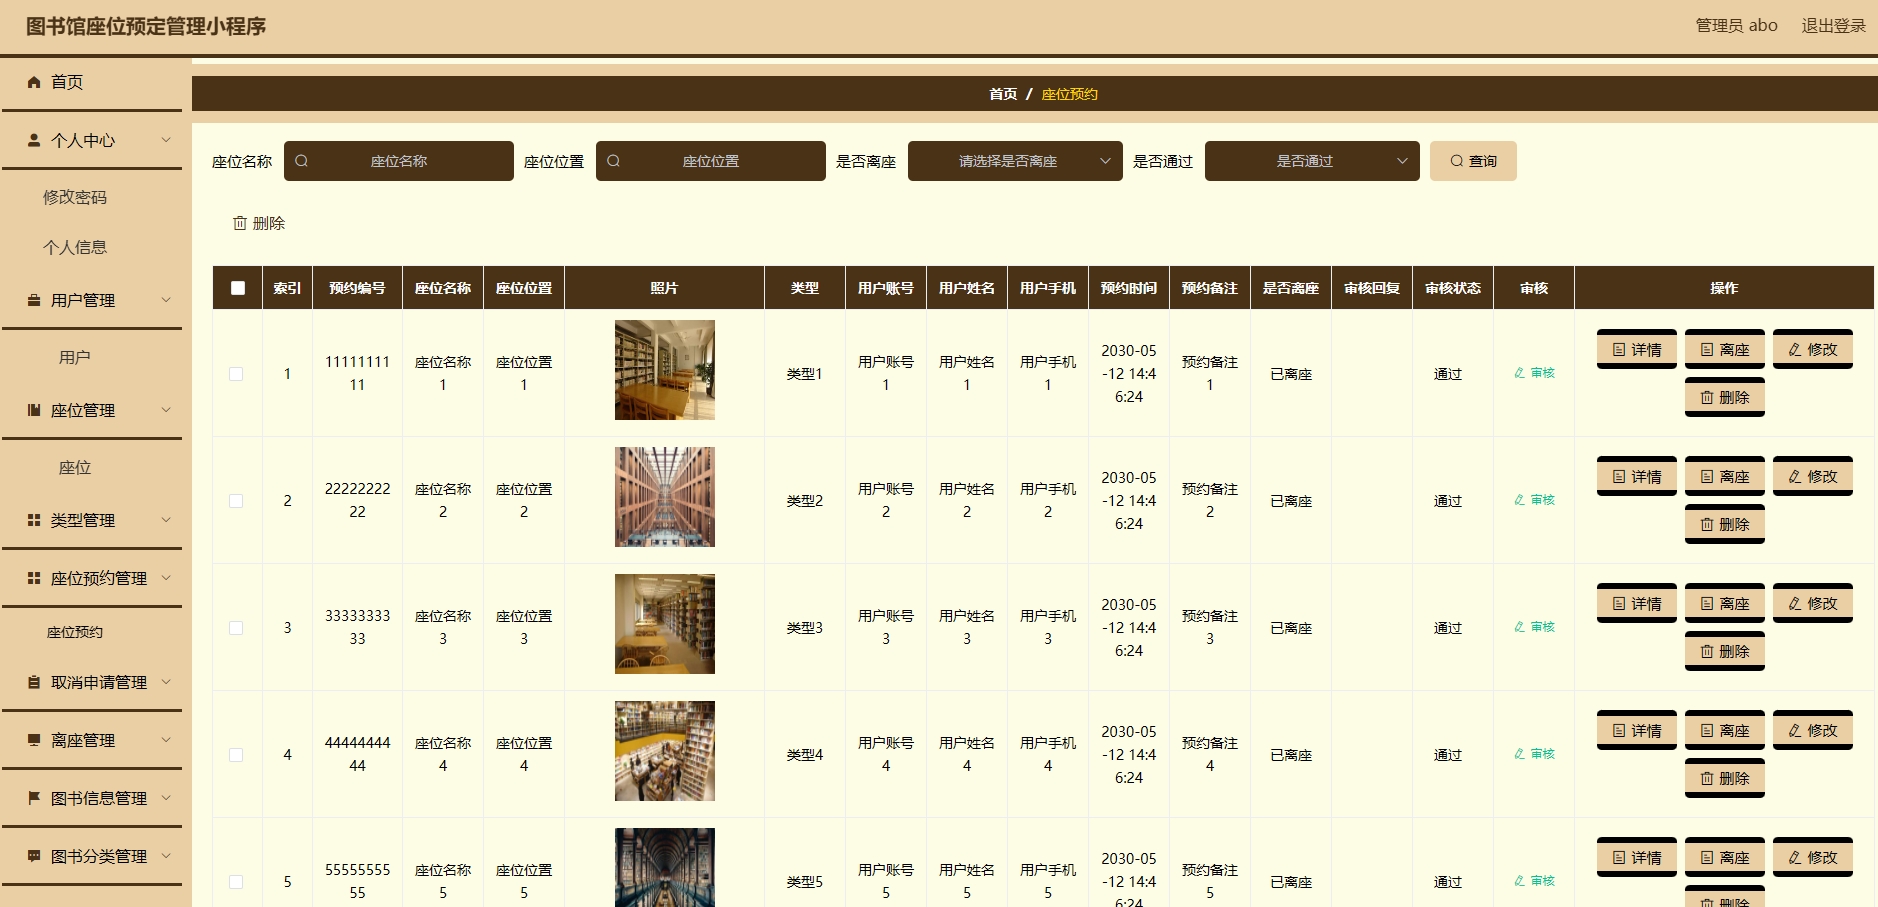 图书馆座位预定管理小程序
管理员 abo 退出登录
首页
个人中心
修改密码
个人信息
用户管理
用户
座位管理
座位
类型管理
座位预约管理
座位预约
取消申请管理
离座管理
图书信息管理
图书分类管理
首页 / 座位预约
座位名称 座位名称 座位位置 座位位置 是否离座 请选择是否离座 是否通过 是否通过 查询
删除
索引 预约编号 座位名称 座位位置 照片 类型 用户账号 用户姓名 用户手机 预约时间 预约备注 是否离座 审核回复 审核状态 审核 操作
1 11111111
11 座位名称
1 座位位置
1 类型1 用户账号
1 用户姓名
1 用户手机
1 2030-05
-12 14:4
6:24 预约备注
1 已离座 通过 审核 详情 离座 修改
删除
2 22222222
22 座位名称
2 座位位置
2 类型2 用户账号
2 用户姓名
2 用户手机
2 2030-05
-12 14:4
6:24 预约备注
2 已离座 通过 审核 详情 离座 修改
删除
3 33333333
33 座位名称
3 座位位置
3 类型3 用户账号
3 用户姓名
3 用户手机
3 2030-05
-12 14:4
6:24 预约备注
3 已离座 通过 审核 详情 离座 修改
删除
4 44444444
44 座位名称
4 座位位置
4 类型4 用户账号
4 用户姓名
4 用户手机
4 2030-05
-12 14:4
6:24 预约备注
4 已离座 通过 审核 详情 离座 修改
删除
5 55555555
55 座位名称
5 座位位置
5 类型5 用户账号
5 用户姓名
5 用户手机
5 2030-05
-12 14:4
6:24 预约备注
5 已离座 通过 审核 详情 离座 修改
删除